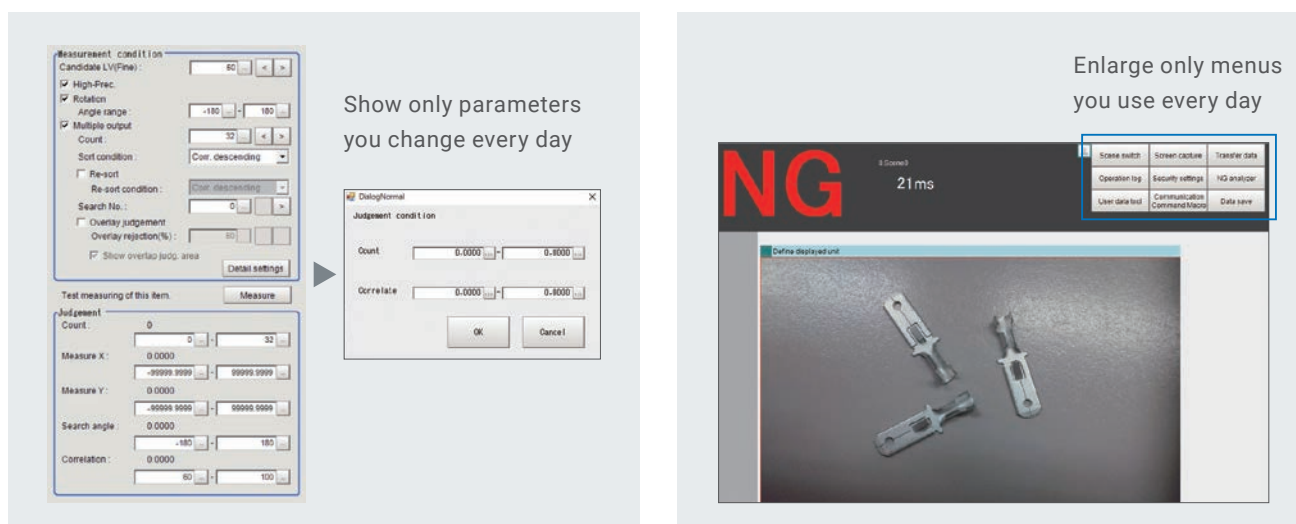 Measurement condition
Candidate LV(Fine) : 60 ... < >
High-Prec.
Rotation
Angle range : -180 ... - 180 ...
Multiple output
Count : 32 ... < >
Sort condition : Corr. descending
Re-sort
Re-sort condition : Corr. descending
Search No. : 0 ... >
Overlay judgement
Overlay rejection(%) : 60 ...
Show overlap judg. area
Detail settings
Test measuring of this item. Measure
Judgement
Count : 0
0 ... - 32 ...
Measure X : 0.0000
-99999.9999 ... - 99999.9999 ...
Measure Y : 0.0000
-99999.9999 ... - 99999.9999 ...
Search angle : 0.0000
-180 ... - 180 ...
Correlation : 0.0000
60 ... - 100 ...
Show only parameters
you change every day
DialogNormal ×
Judgement condition
Count 0.0000 ... - 0.0000 ...
Correlate 0.0000 ... - 0.0000 ...
OK Cancel
Enlarge only menus
you use every day
NG
21ms
Scene switch Screen capture Transfer data
Operation log Security settings NG analyzer
User data tool Communication Command Macro Data save
Define displayed unit